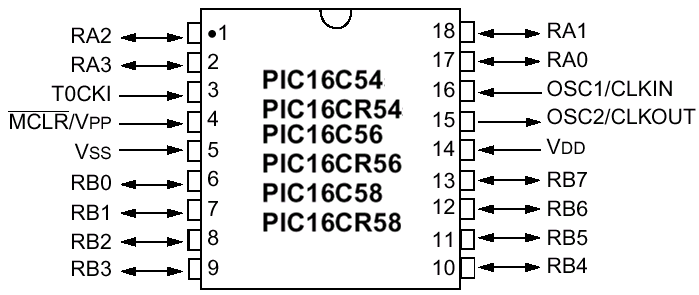 RA2 •1 18 RA1
RA3 2 17 RA0
T0CKI 3 16 OSC1/CLKIN
MCLR/VPP 4 15 OSC2/CLKOUT
VSS 5 14 VDD
RB0 6 13 RB7
RB1 7 12 RB6
RB2 8 11 RB5
RB3 9 10 RB4
PIC16C54
PIC16CR54
PIC16C56
PIC16CR56
PIC16C58
PIC16CR58